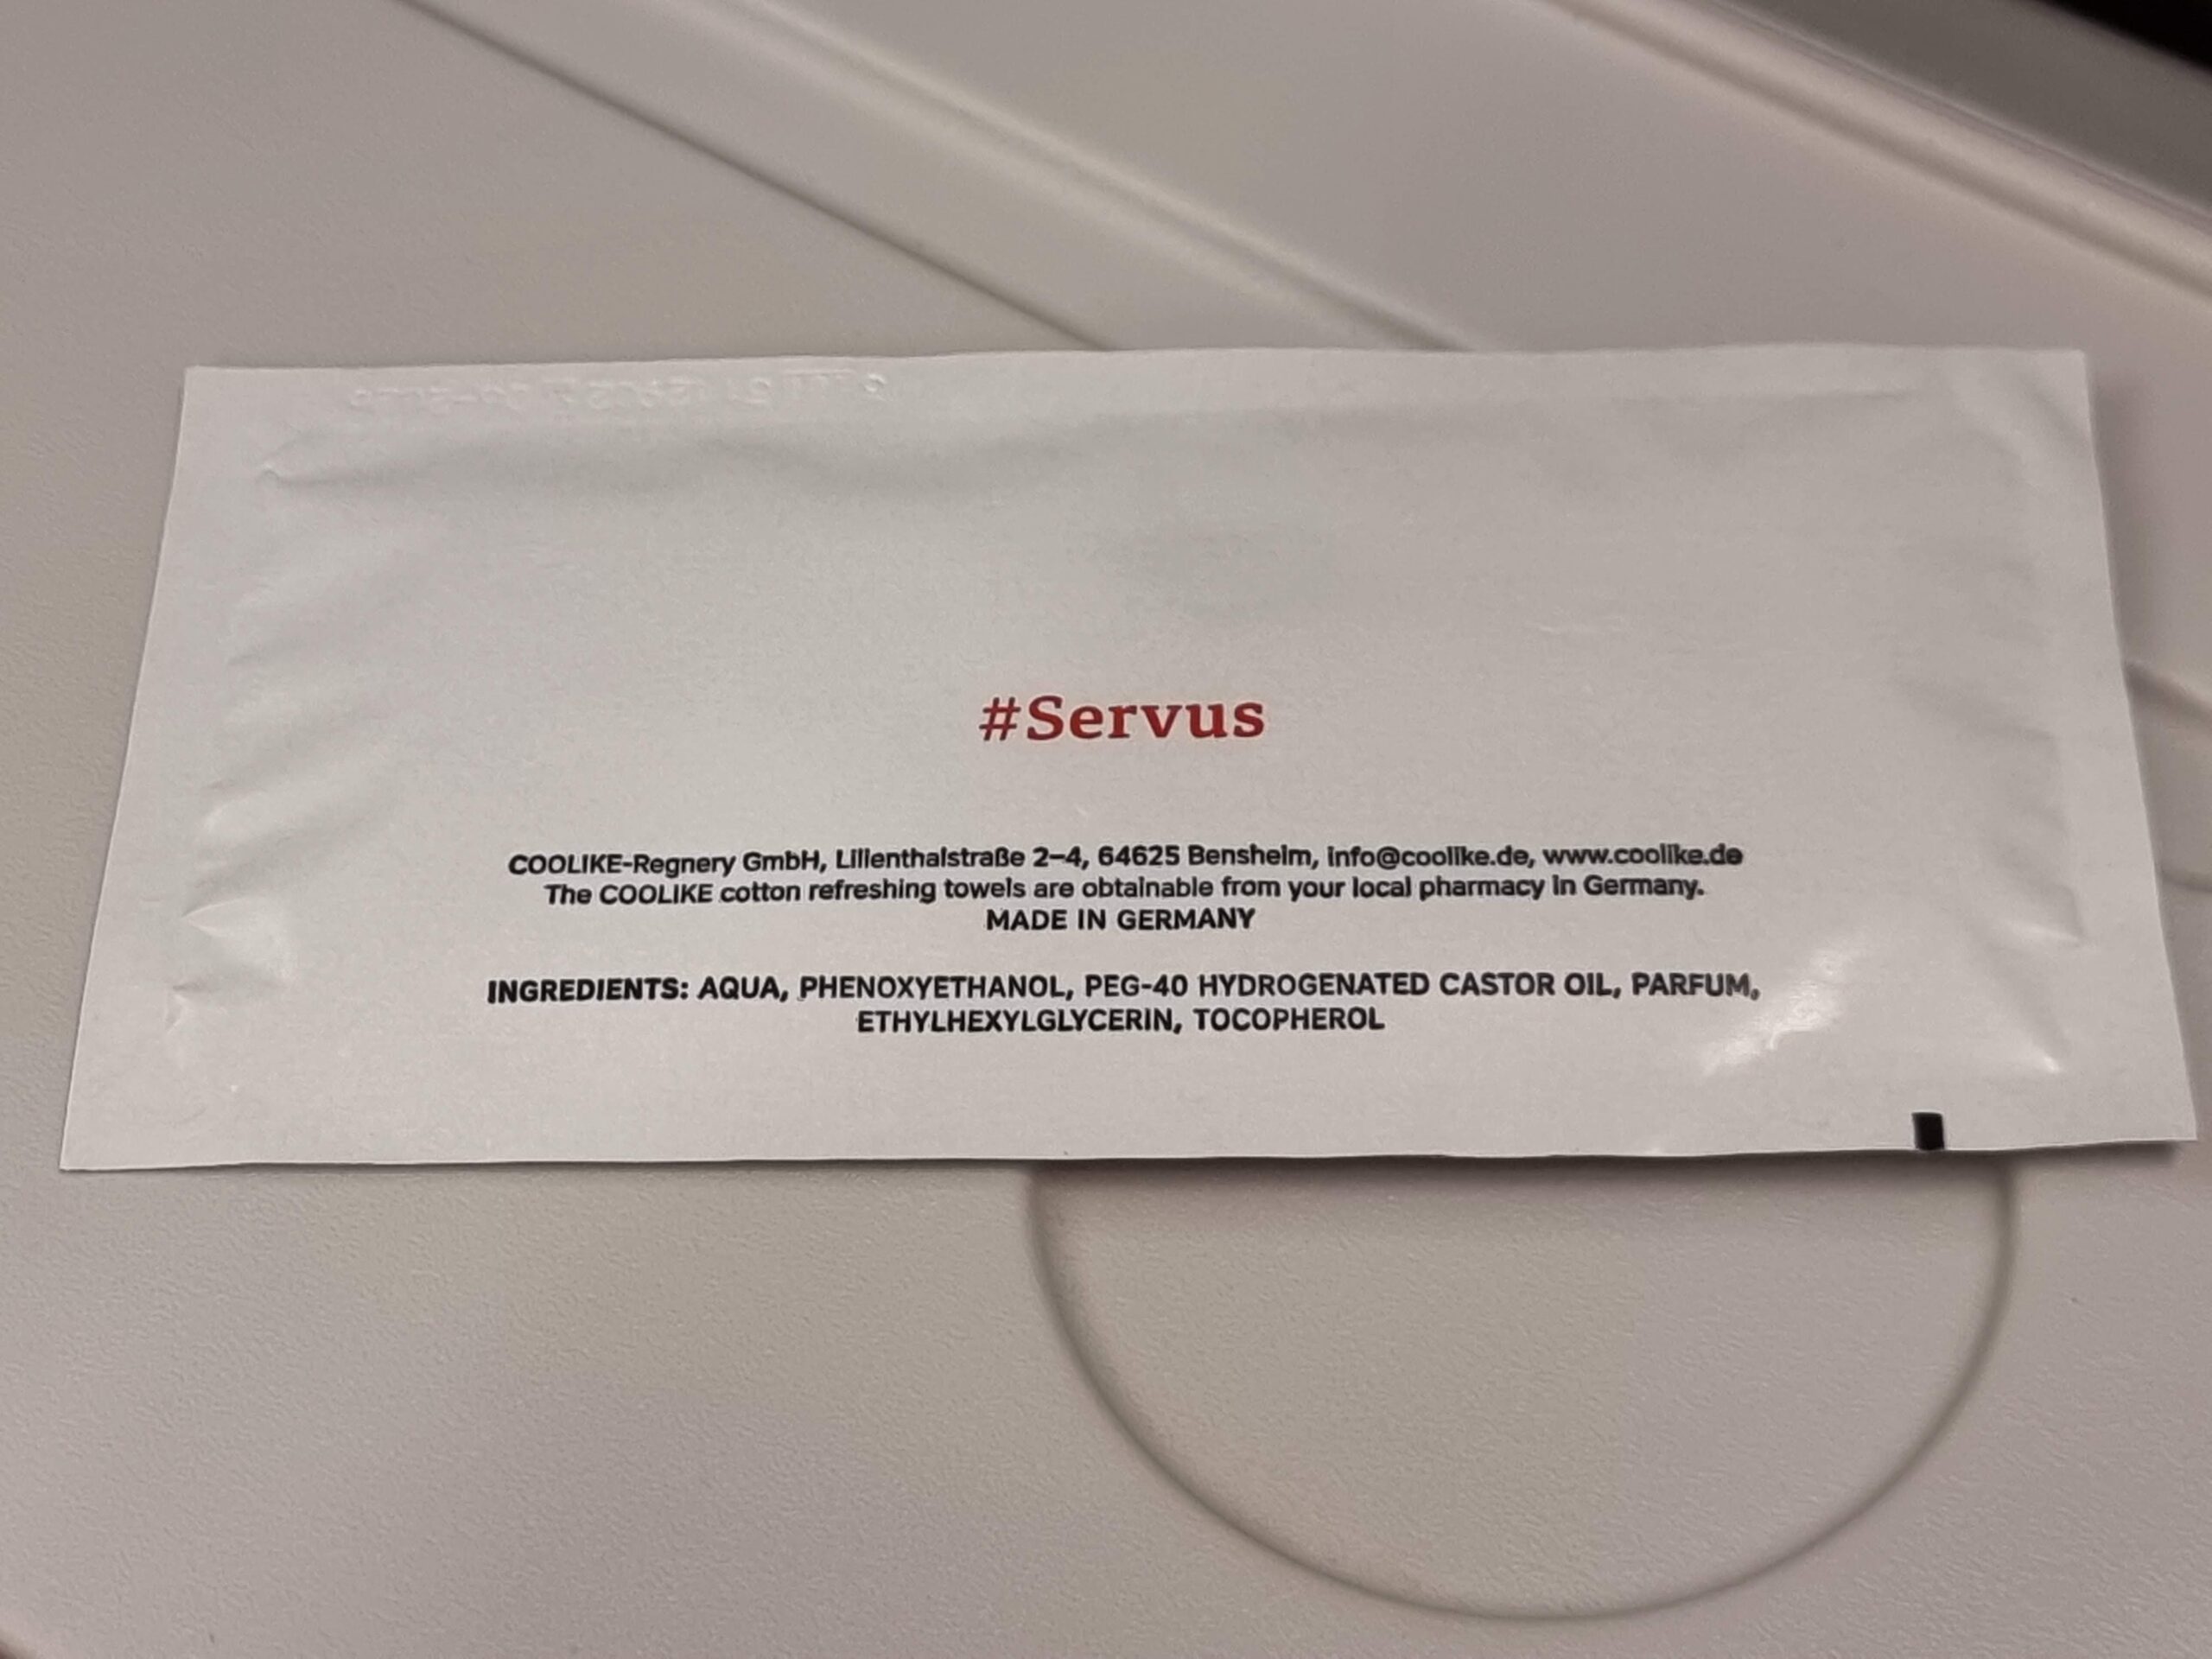 #Servus
COOLIKE-Regnery GmbH, Lilienthalstraße 2–4, 64625 Bensheim, info@coolike.de, www.coolike.de
The COOLIKE cotton refreshing towels are obtainable from your local pharmacy in Germany.
MADE IN GERMANY
INGREDIENTS: AQUA, PHENOXYETHANOL, PEG-40 HYDROGENATED CASTOR OIL, PARFUM,
ETHYLHEXYLGLYCERIN, TOCOPHEROL